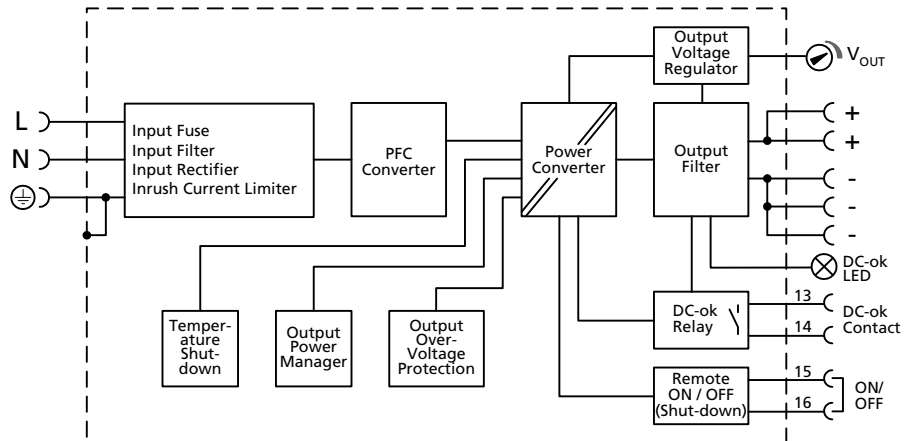 Output
Voltage
Regulator
VOUT
L
N
Input Fuse
Input Filter
Input Rectifier
Inrush Current Limiter
PFC
Converter
Power
Converter
Output
Filter
+
+
-
-
-
DC-ok
LED
Temper-
ature
Shut-
down
Output
Power
Manager
Output
Over-
Voltage
Protection
DC-ok
Relay
13
14
DC-ok
Contact
Remote
ON / OFF
(Shut-down)
15
16
ON/
OFF